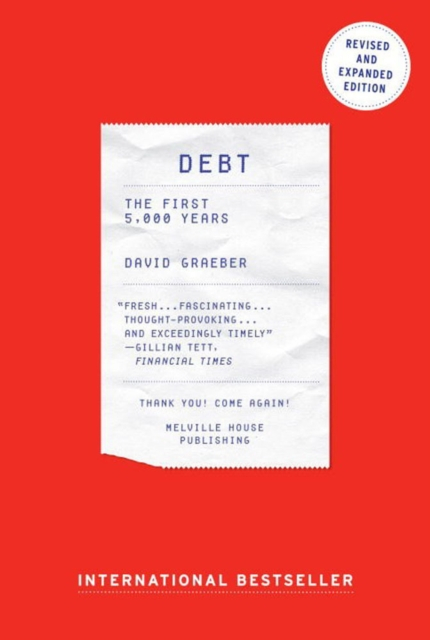 REVISED
AND
EXPANDED
EDITION
DEBT
THE FIRST
5,000 YEARS
DAVID GRAEBER
"FRESH...FASCINATING...
THOUGHT-PROVOKING...
AND EXCEEDINGLY TIMELY"
—GILLIAN TETT,
FINANCIAL TIMES
THANK YOU! COME AGAIN!
MELVILLE HOUSE
PUBLISHING
INTERNATIONAL BESTSELLER